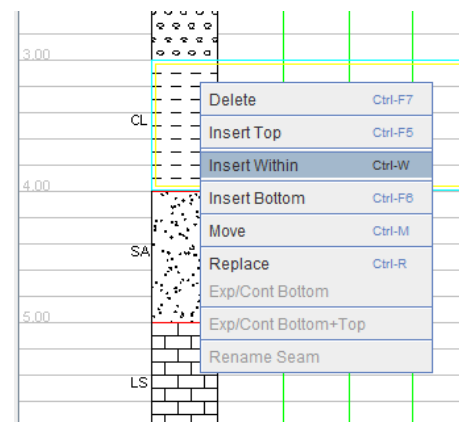 3.00
CL
Delete Ctrl-F7
Insert Top Ctrl-F5
Insert Within Ctrl-W
4.00
Insert Bottom Ctrl-F6
Move Ctrl-M
SA
Replace Ctrl-R
Exp/Cont Bottom
5.00
Exp/Cont Bottom+Top
Rename Seam
LS